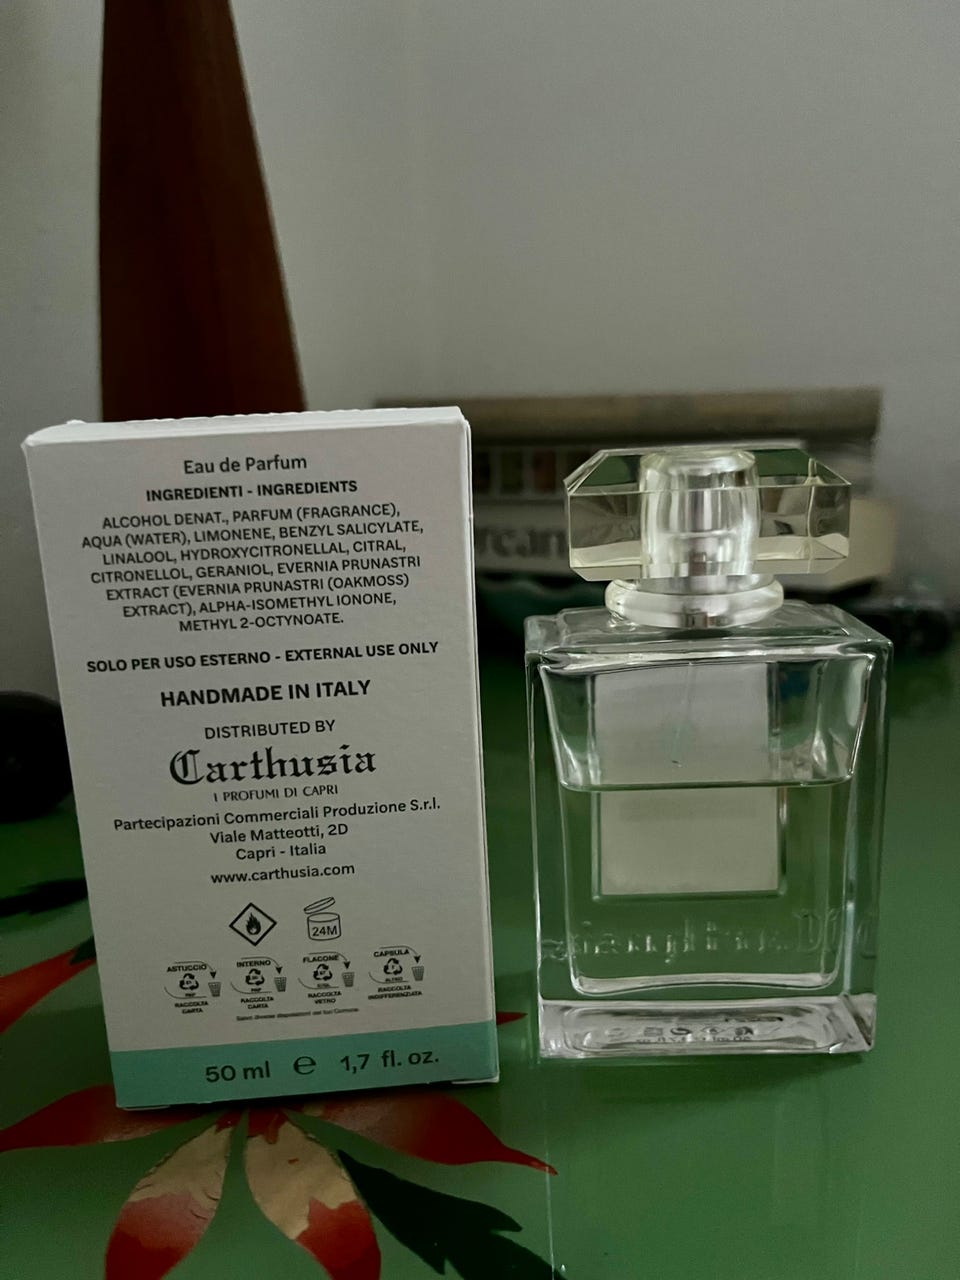 Eau de Parfum
INGREDIENTI - INGREDIENTS
ALCOHOL DENAT., PARFUM (FRAGRANCE),
AQUA (WATER), LIMONENE, BENZYL SALICYLATE,
LINALOOL, HYDROXYCITRONELLAL, CITRAL,
CITRONELLOL, GERANIOL, EVERNIA PRUNASTRI
EXTRACT (EVERNIA PRUNASTRI (OAKMOSS)
EXTRACT), ALPHA-ISOMETHYL IONONE,
METHYL 2-OCTYNOATE.
SOLO PER USO ESTERNO - EXTERNAL USE ONLY
HANDMADE IN ITALY
DISTRIBUTED BY
Carthusia
I PROFUMI DI CAPRI
Partecipazioni Commerciali Produzione S.r.l.
Viale Matteotti, 2D
Capri - Italia
www.carthusia.com
24M
ASTUCCIO INTERNO FLACONE CAPSULA
RACCOLTA CARTA RACCOLTA CARTA RACCOLTA VETRO RACCOLTA INDIFFERENZIATA
50 ml e 1,7 fl. oz.
Carthusia